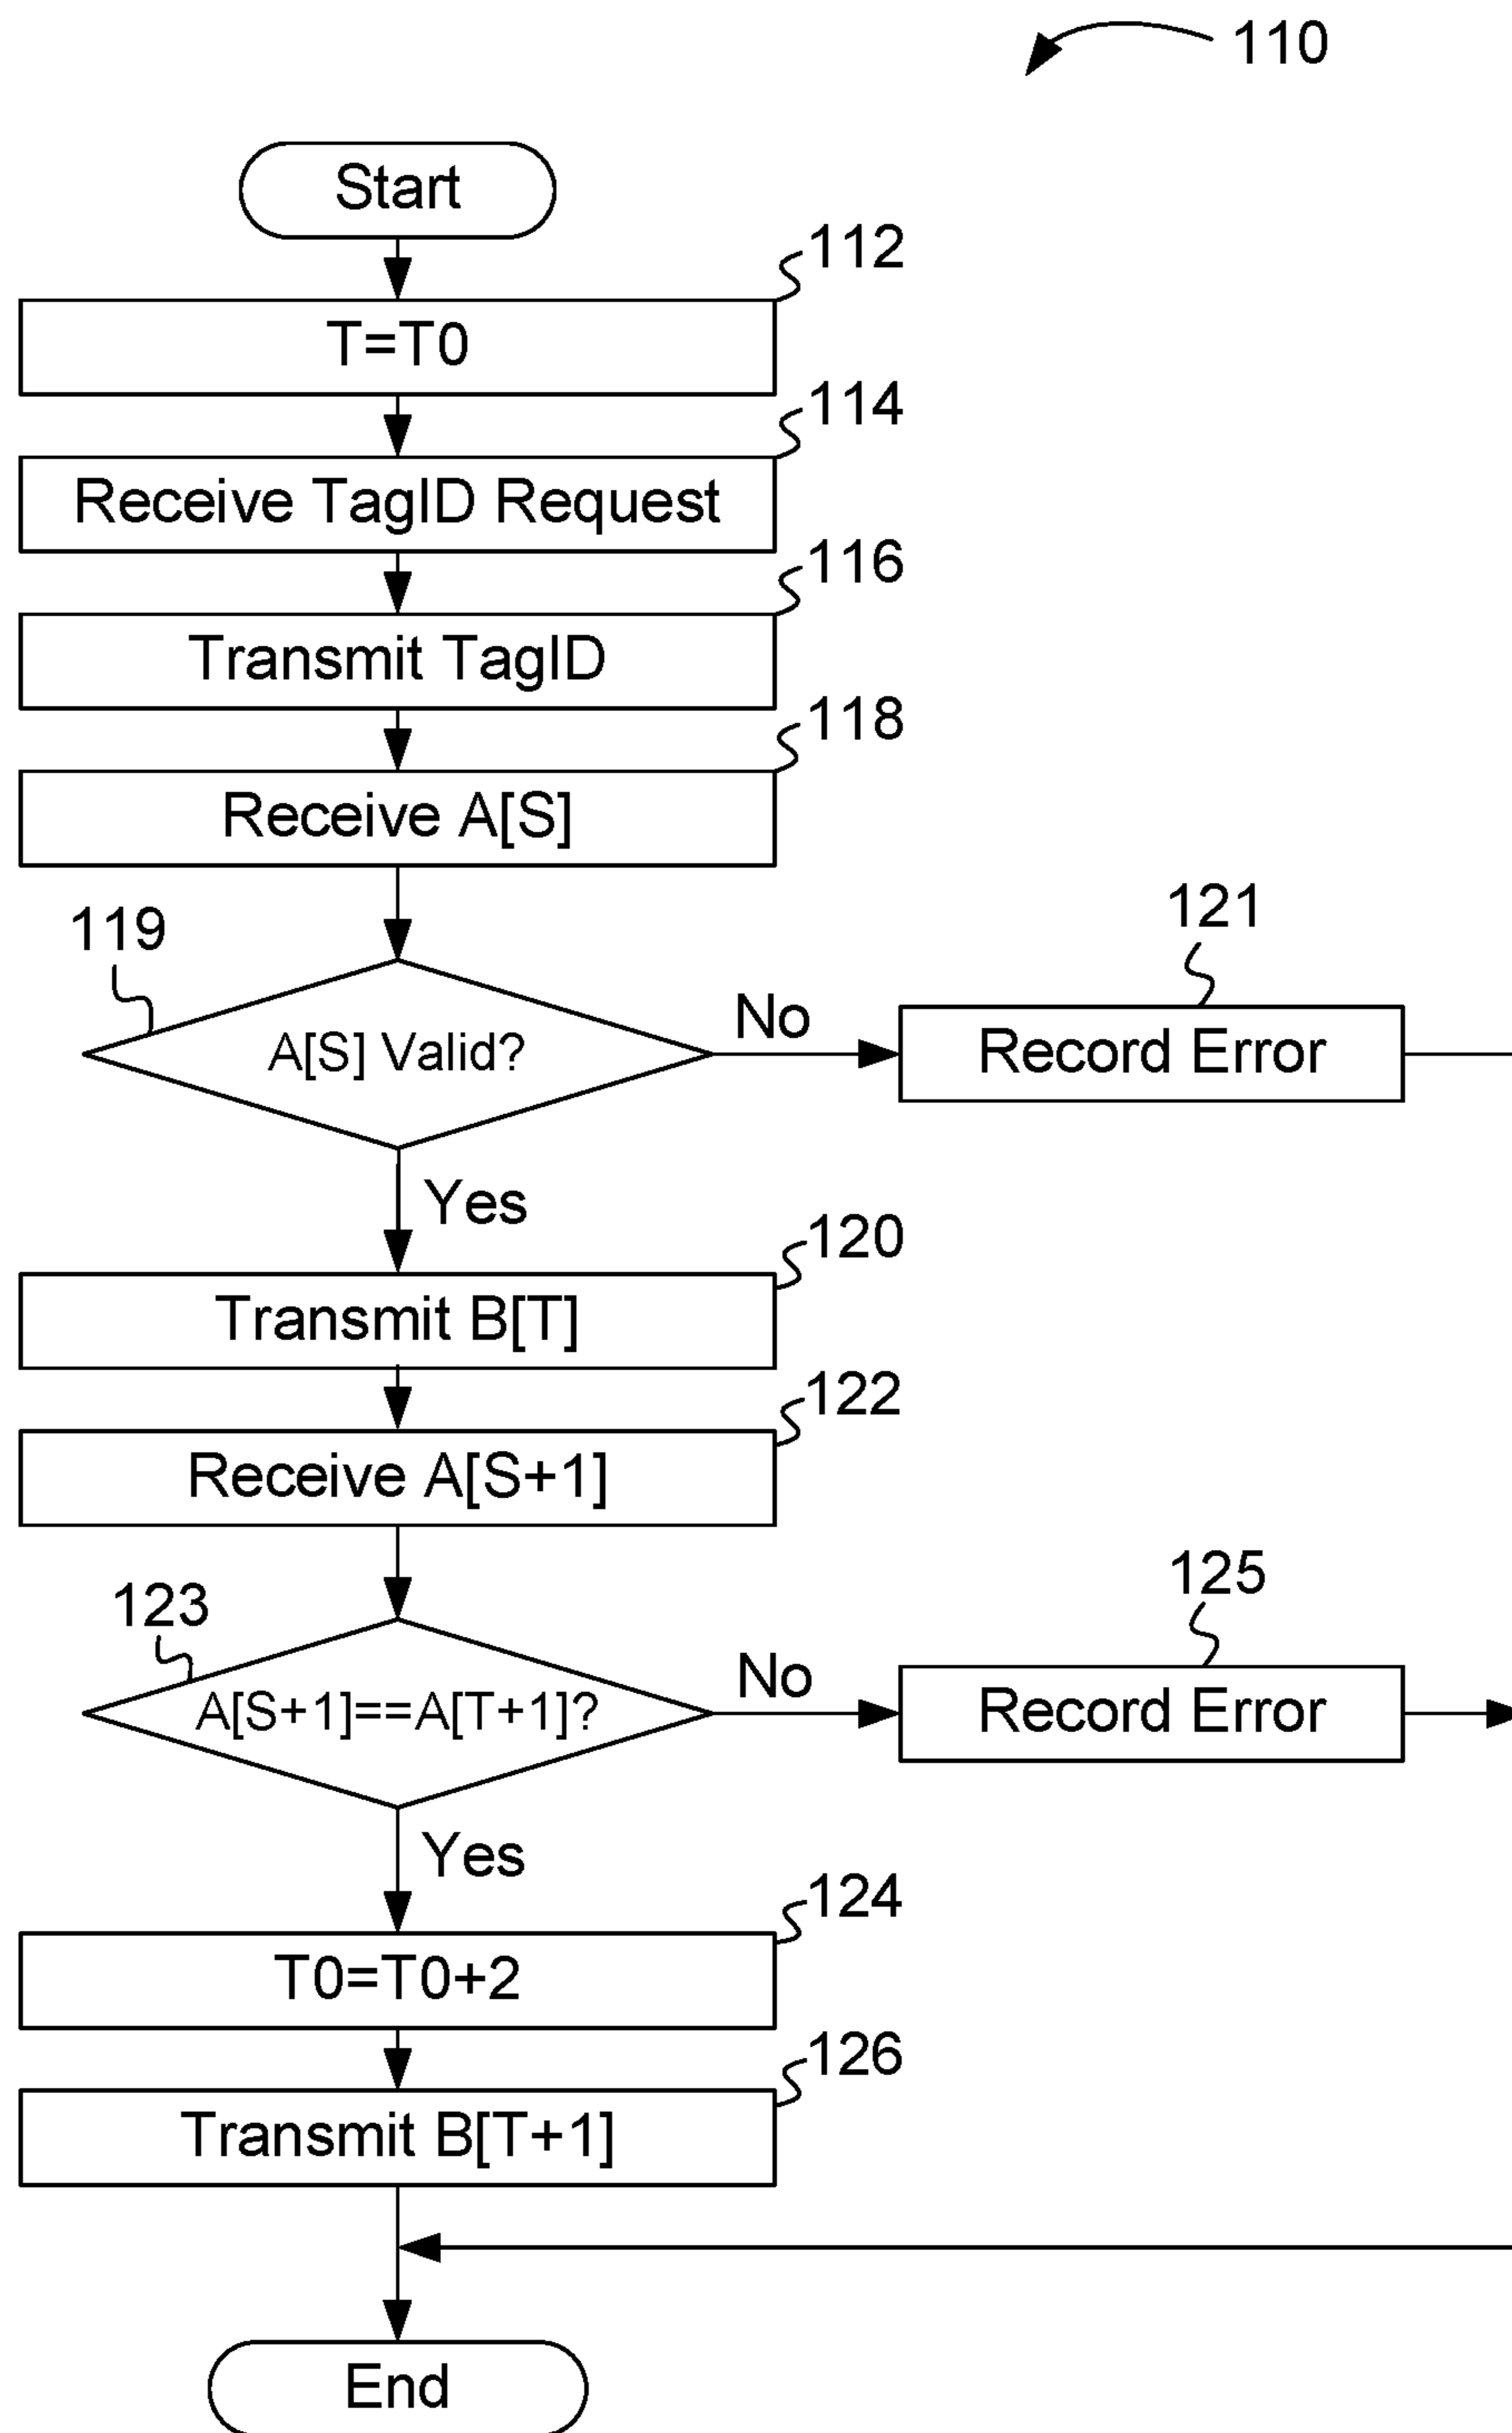 110
Start
112
T=T0
114
Receive TagID Request
116
Transmit TagID
118
Receive A[S]
119
121
A[S] Valid?
No
Record Error
Yes
120
Transmit B[T]
122
Receive A[S+1]
123
125
A[S+1]==A[T+1]?
No
Record Error
Yes
124
T0=T0+2
126
Transmit B[T+1]
End